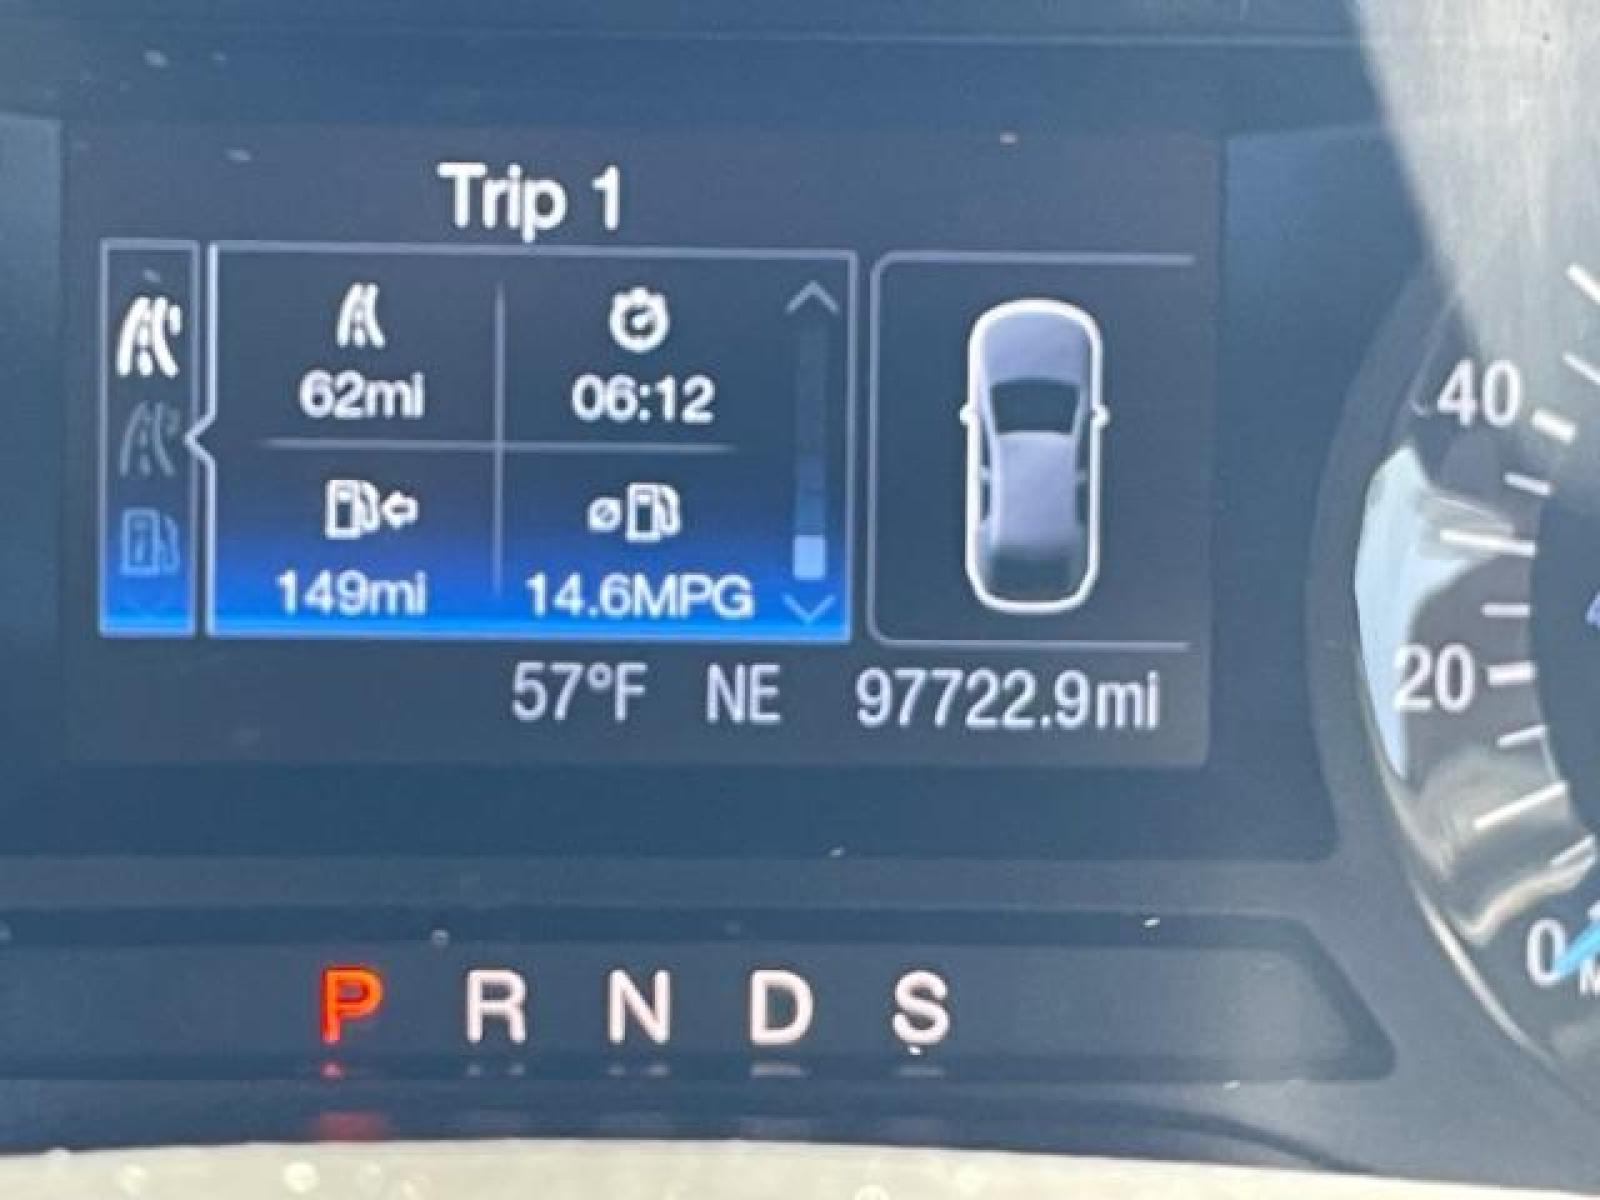 Trip 1
62mi 06:12
149mi 14.6MPG
57°F NE 97722.9mi
40
20
0
P R N D S